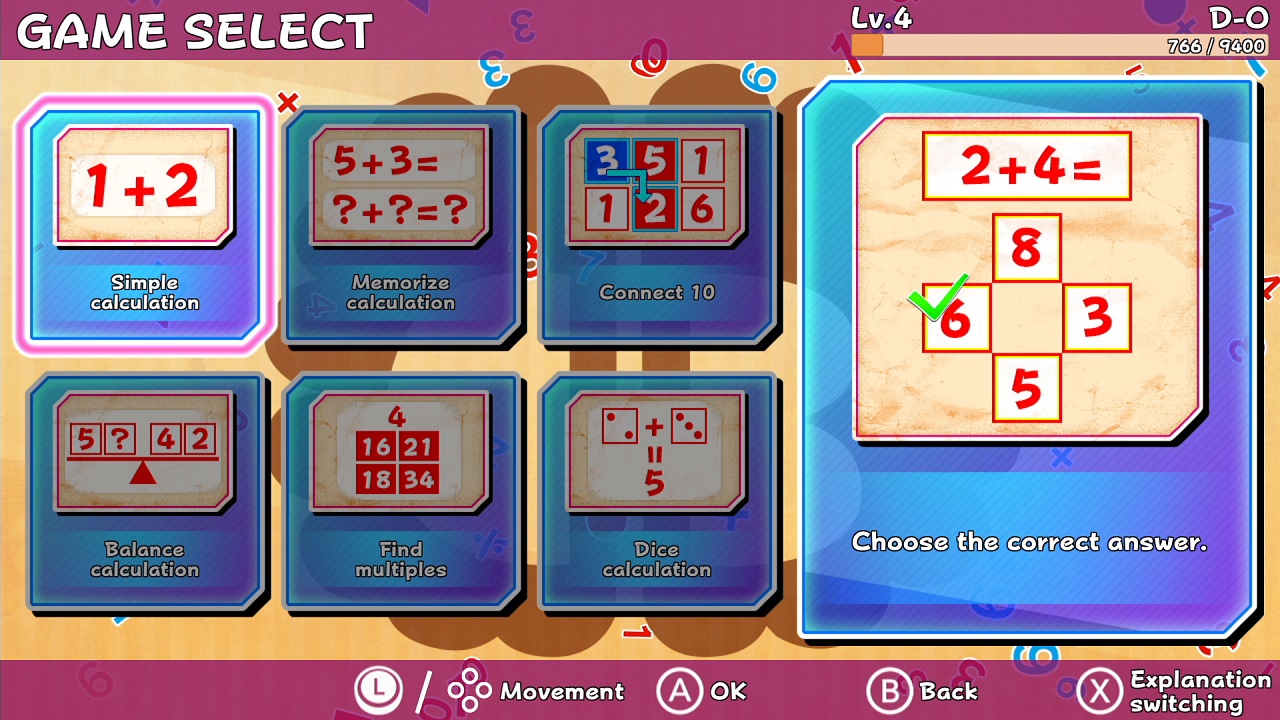 GAME SELECT
Lv.4
D-O
766 / 9400
1+2
Simple
calculation
5+3=
?+?=?
Memorize
calculation
3 5 1
1 2 6
Connect 10
5 ? 4 2
Balance
calculation
4
16 21
18 34
Find
multiples
+
=
5
Dice
calculation
2+4=
8
6 3
5
Choose the correct answer.
L / Movement
A OK
B Back
X Explanation
switching